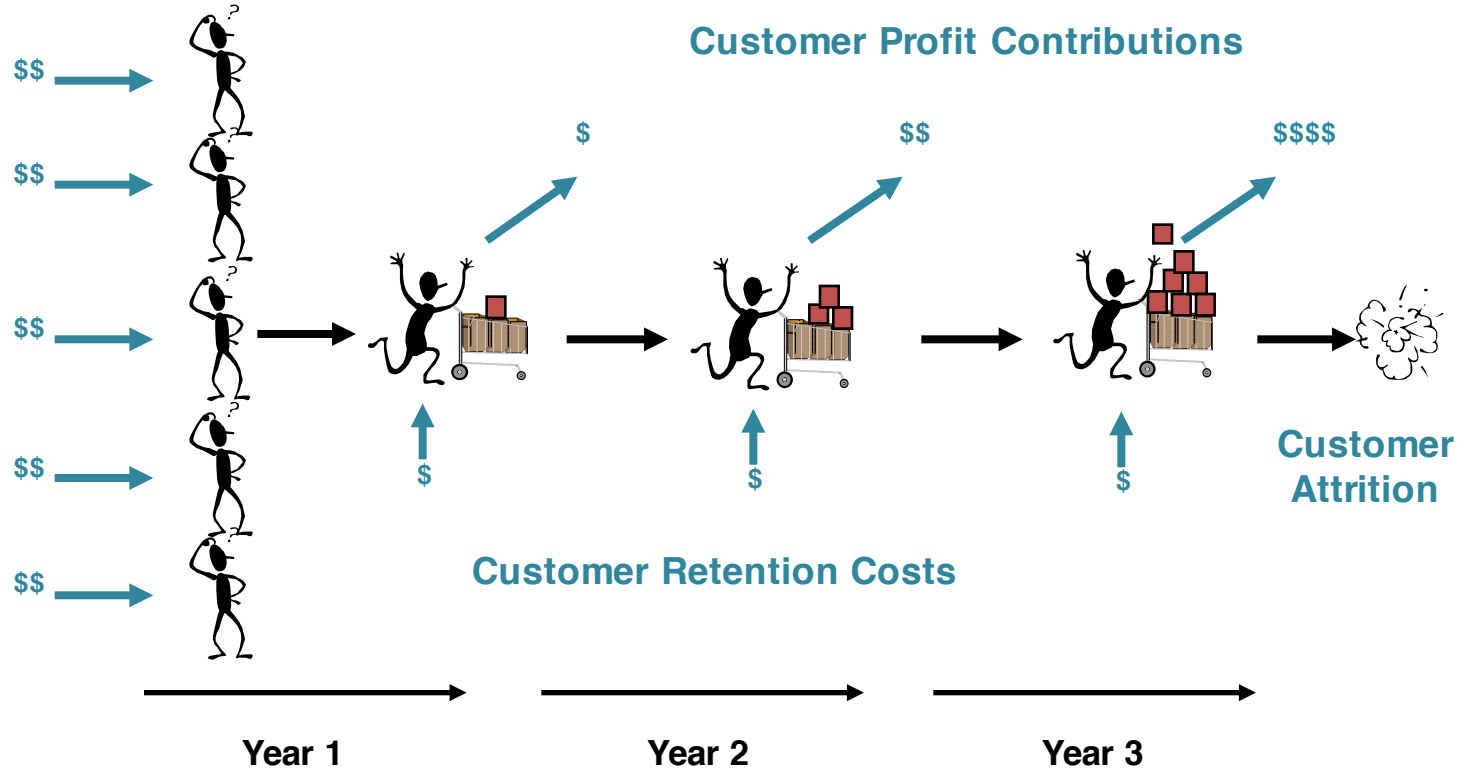 Customer Profit Contributions
$$
?
$$
?
$$
?
$$
?
$$
?
$
$$
$$$$
$
$
$
Customer
Attrition
Customer Retention Costs
Year 1
Year 2
Year 3